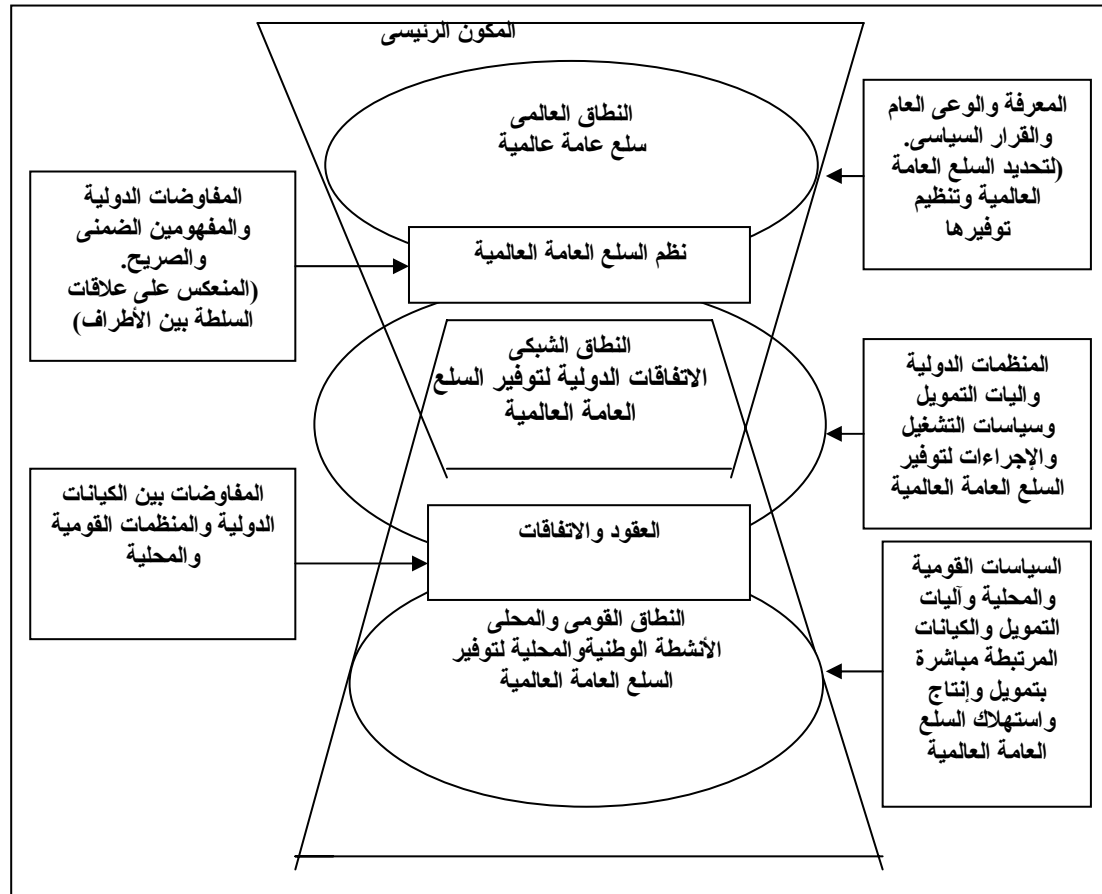 المكون الرئيسى
النطاق العالمى
سلع عامة عالمية
المعرفة والوعى العام
والقرار السياسى.
(لتحديد السلع العامة
العالمية وتنظيم
توفيرها
المفاوضات الدولية
والمفهومين الضمنى
والصريح.
(المنعكس على علاقات
السلطة بين الأطراف)
نظم السلع العامة العالمية
النطاق الشبكى
الاتفاقات الدولية لتوفير السلع
العامة العالمية
المنظمات الدولية
واليات التمويل
وسياسات التشغيل
والإجراءات لتوفير
السلع العامة العالمية
المفاوضات بين الكيانات
الدولية والمنظمات القومية
والمحلية
العقود والاتفاقات
النطاق القومى والمحلى
الأنشطة الوطنيةوالمحلية لتوفير
السلع العامة العالمية
السياسات القومية
والمحلية وآليات
التمويل والكيانات
المرتبطة مباشرة
بتمويل وإنتاج
واستهلاك السلع
العامة العالمية